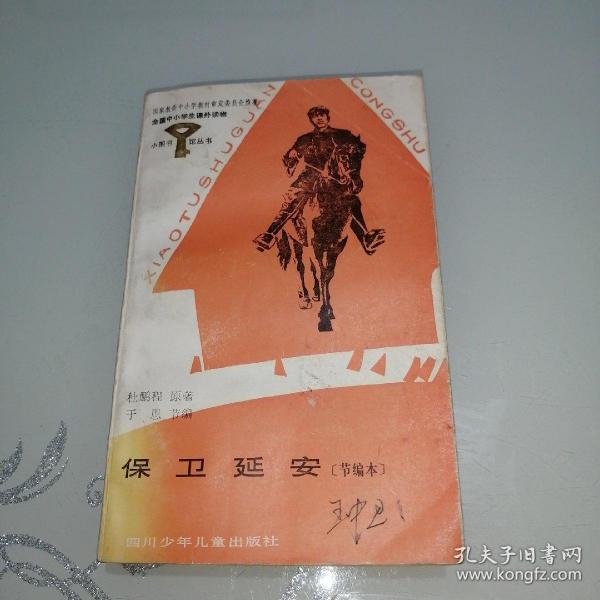 国家教委中小学教材审定委员会推荐
全国中小学生课外读物
小图书馆丛书
XIAOTUSHUGUAN CONGSHU
杜鹏程 原著
于恩 节编
保卫延安〔节编本〕
四川少年儿童出版社
孔夫子旧书网
www.kongfz.com